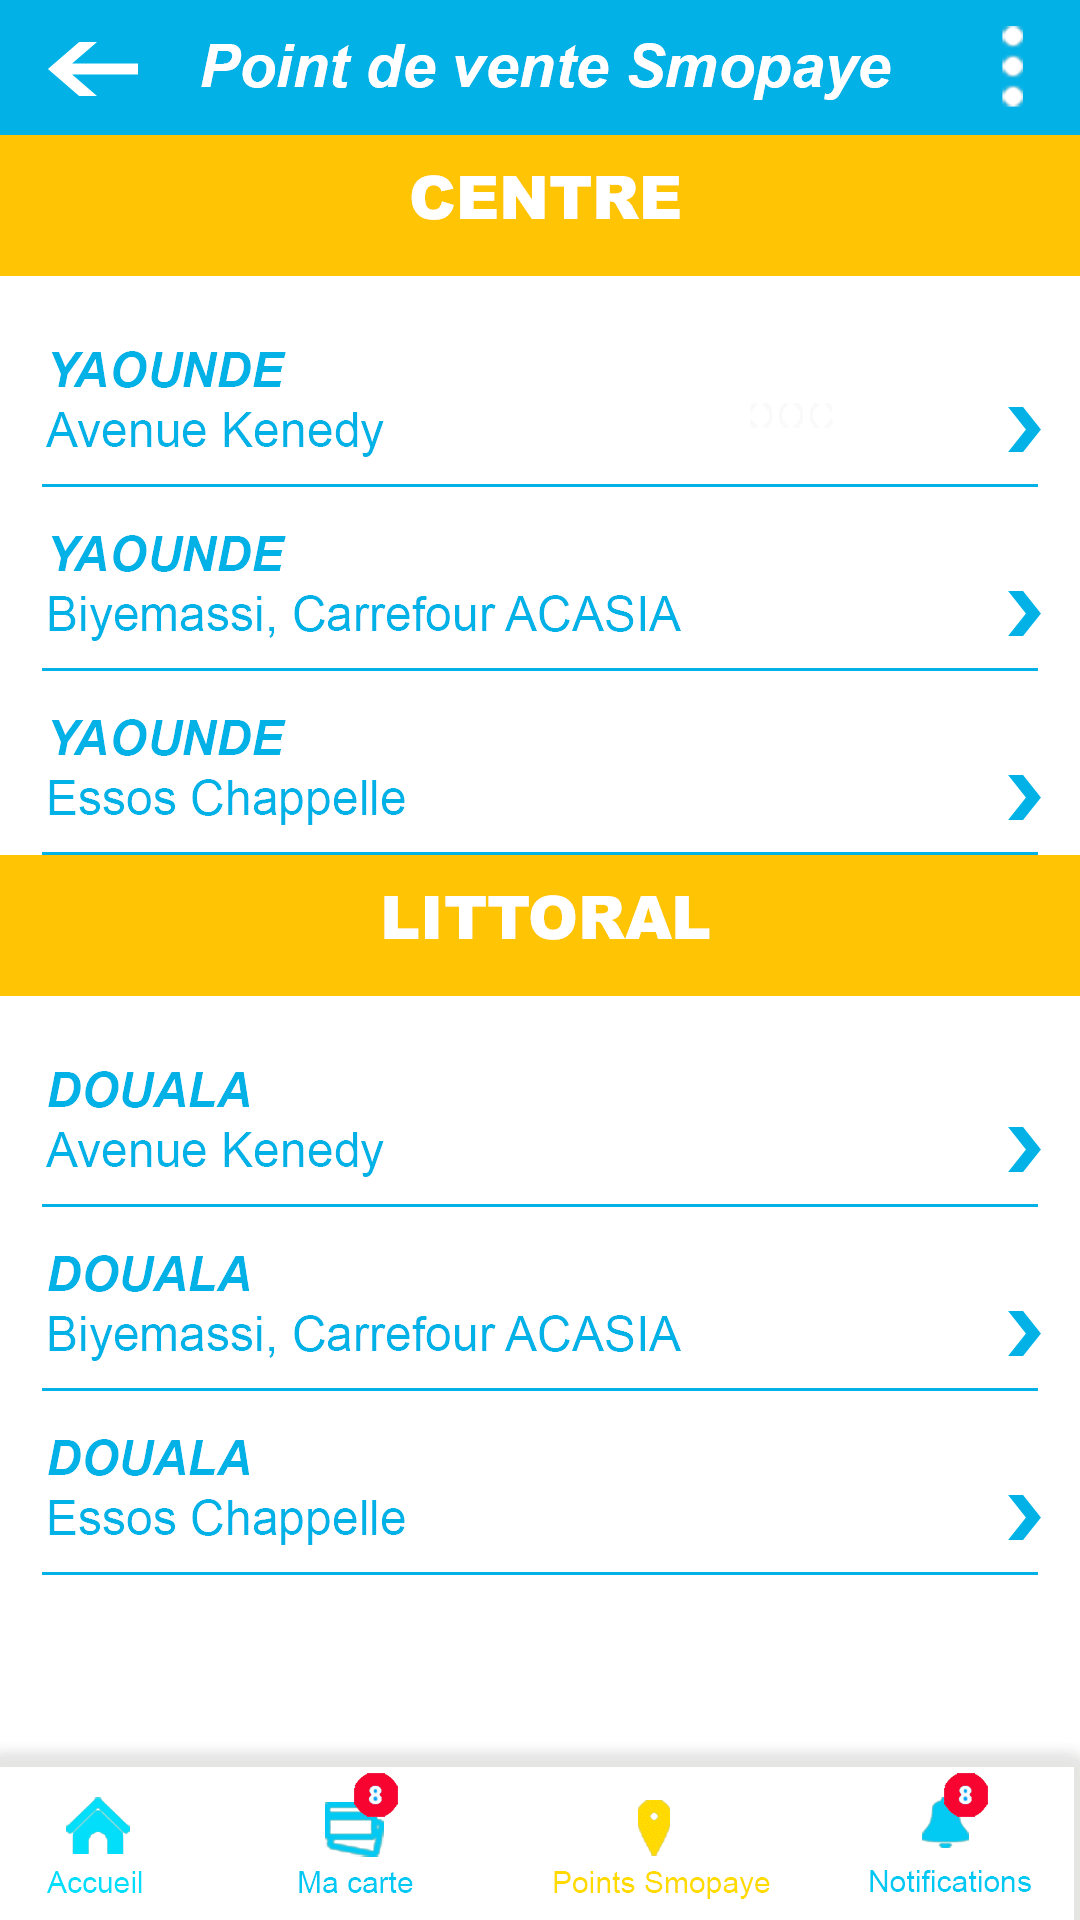 Point de vente Smopaye
CENTRE
YAOUNDE
Avenue Kenedy
YAOUNDE
Biyemassi, Carrefour ACASIA
YAOUNDE
Essos Chappelle
LITTORAL
DOUALA
Avenue Kenedy
DOUALA
Biyemassi, Carrefour ACASIA
DOUALA
Essos Chappelle
8 8
Accueil Ma carte Points Smopaye Notifications